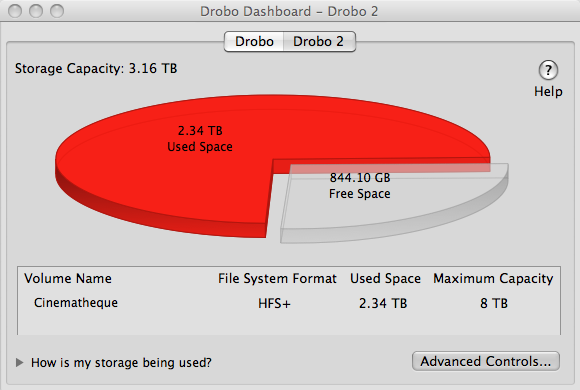 Drobo Dashboard – Drobo 2
Drobo Drobo 2
Storage Capacity: 3.16 TB
?
Help
2.34 TB
Used Space
844.10 GB
Free Space
Volume Name File System Format Used Space Maximum Capacity
Cinematheque HFS+ 2.34 TB 8 TB
How is my storage being used?
Advanced Controls...